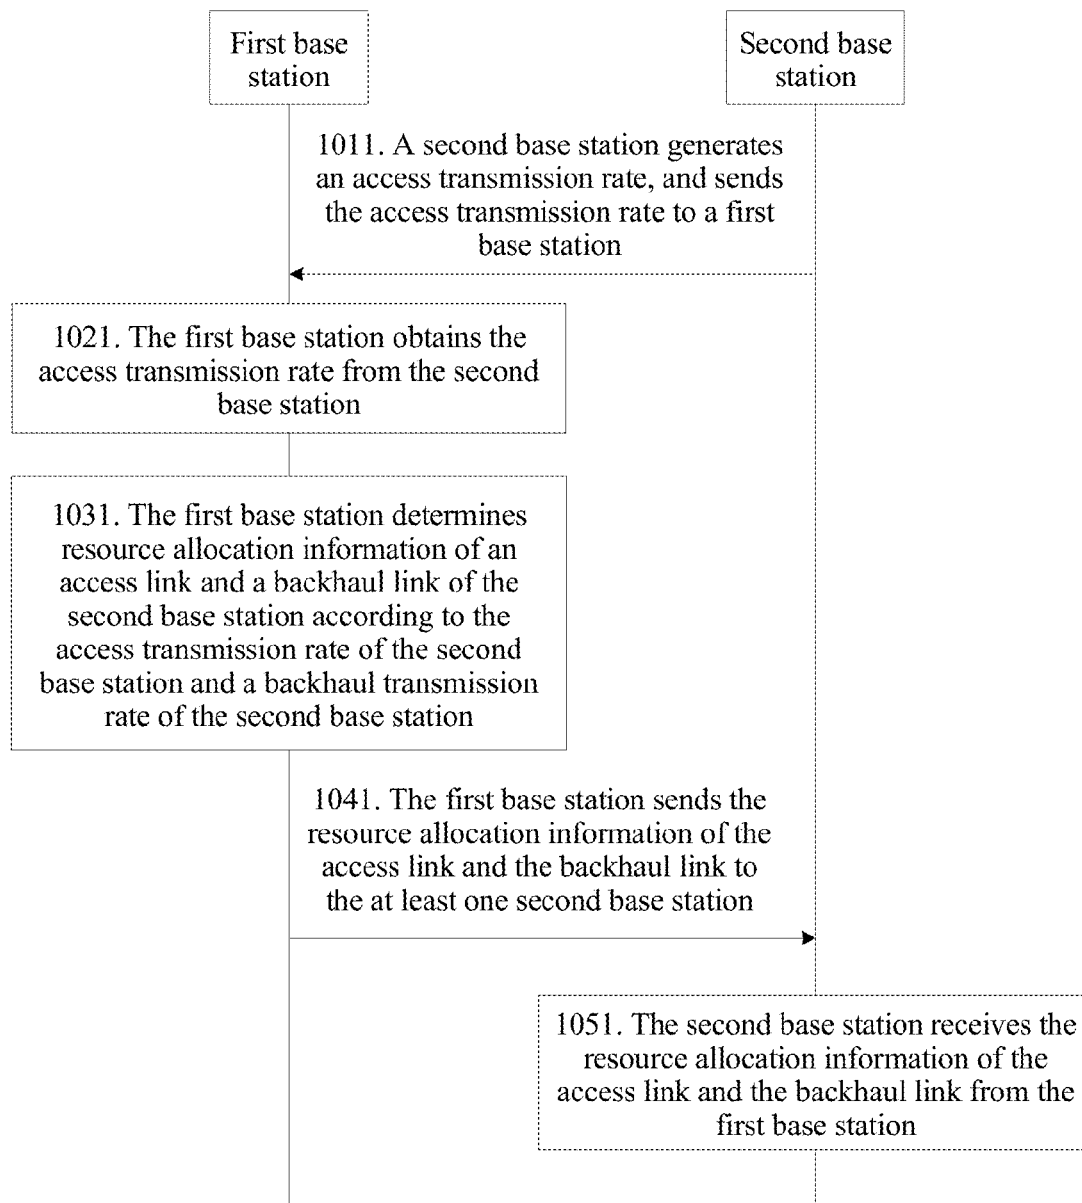 First base
station
Second base
station
1011. A second base station generates
an access transmission rate, and sends
the access transmission rate to a first
base station
1021. The first base station obtains the
access transmission rate from the second
base station
1031. The first base station determines
resource allocation information of an
access link and a backhaul link of the
second base station according to the
access transmission rate of the second
base station and a backhaul transmission
rate of the second base station
1041. The first base station sends the
resource allocation information of the
access link and the backhaul link to
the at least one second base station
1051. The second base station receives the
resource allocation information of the
access link and the backhaul link from the
first base station